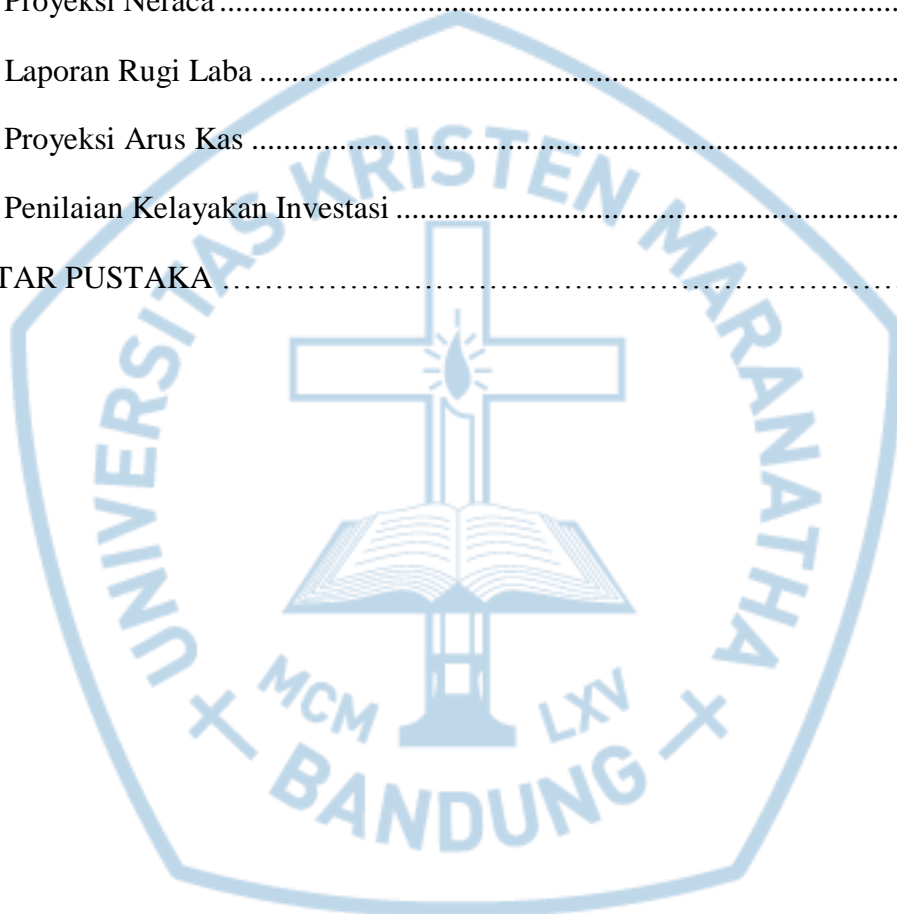 Proyeksi Neraca ....................................................................................
Laporan Rugi Laba ...............................................................................
Proyeksi Arus Kas ................................................................................
Penilaian Kelayakan Investasi ..............................................................
TAR PUSTAKA ……………………………………………………………………
UNIVERSITAS KRISTEN MARANATHA
MCM LXV
BANDUNG